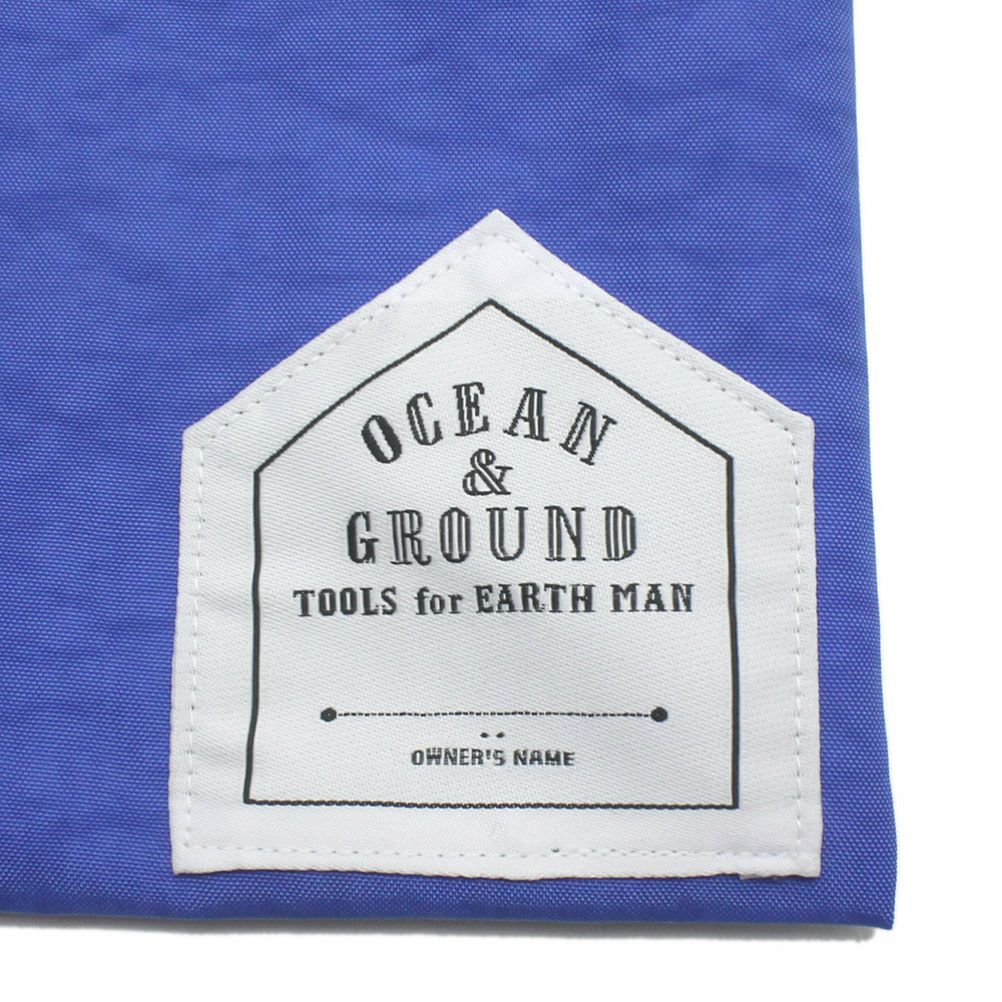 OCEAN
&
GROUND
TOOLS for EARTH MAN
OWNER'S NAME